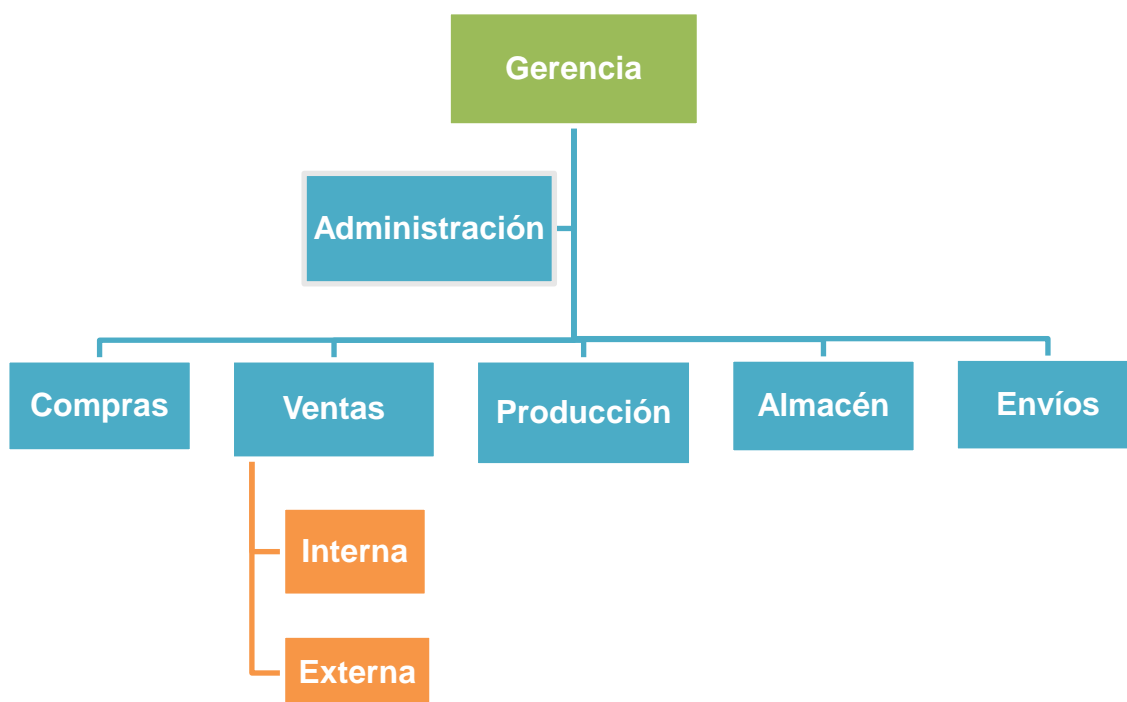 Gerencia
Administración
Compras
Ventas
Producción
Almacén
Envíos
Interna
Externa